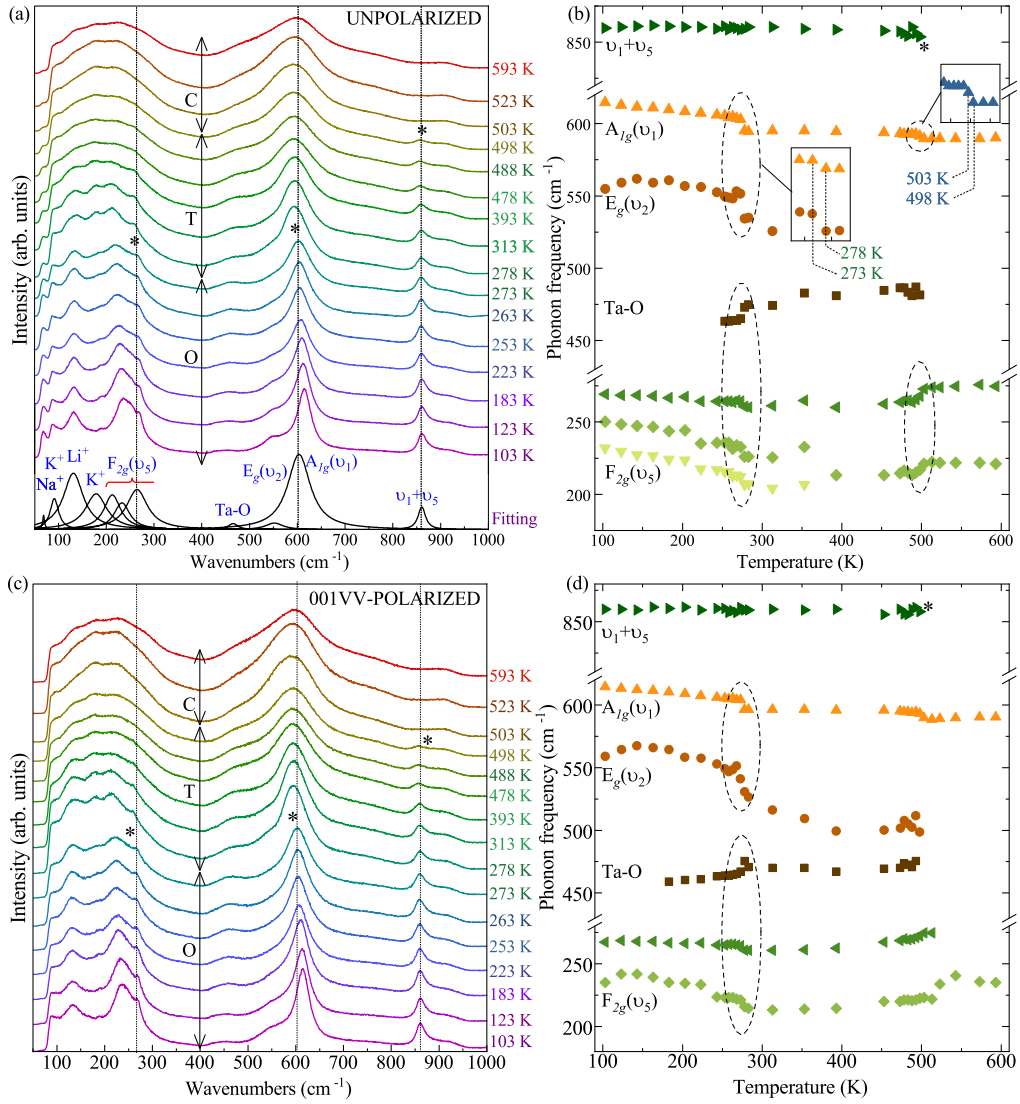 (a)
UNPOLARIZED
Intensity (arb. units)
593 K
523 K
503 K
498 K
488 K
478 K
393 K
313 K
278 K
273 K
263 K
253 K
223 K
183 K
123 K
103 K
Fitting
C
T
O
*
*
*
K⁺
Li⁺
Na⁺
K⁺
F2g(υ5)
Ta-O
Eg(υ2)
A1g(υ1)
υ1+υ5
100 200 300 400 500 600 700 800 900 1000
Wavenumbers (cm⁻¹)
(b)
Phonon frequency (cm⁻¹)
850
600
550
500
450
250
200
υ1+υ5
*
A1g(υ1)
Eg(υ2)
Ta-O
F2g(υ5)
503 K
498 K
278 K
273 K
100 200 300 400 500 600
Temperature (K)
(c)
001VV-POLARIZED
Intensity (arb. units)
593 K
523 K
503 K
498 K
488 K
478 K
393 K
313 K
278 K
273 K
263 K
253 K
223 K
183 K
123 K
103 K
C
T
O
*
*
*
100 200 300 400 500 600 700 800 900 1000
Wavenumbers (cm⁻¹)
(d)
Phonon frequency (cm⁻¹)
850
600
550
500
450
250
200
υ1+υ5
*
A1g(υ1)
Eg(υ2)
Ta-O
F2g(υ5)
100 200 300 400 500 600
Temperature (K)